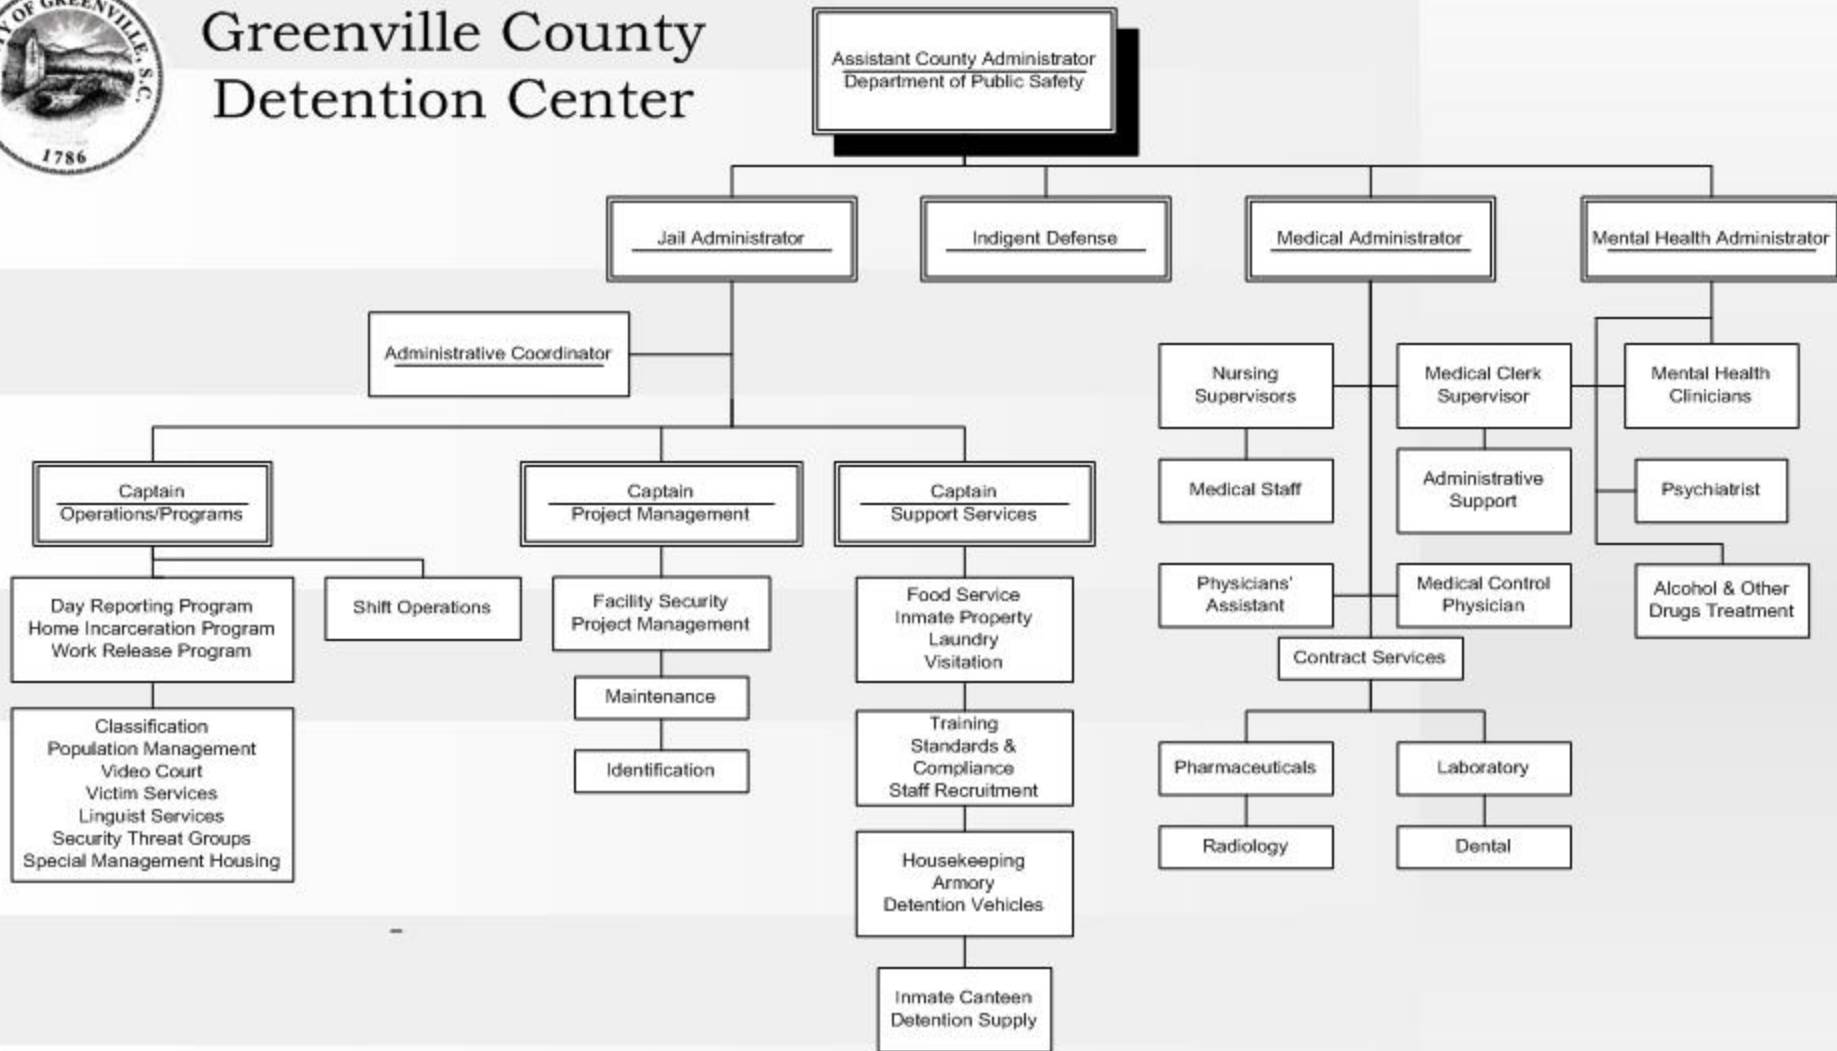 TY OF GREENVILLE, S.C.
1786
Greenville County
Detention Center
Assistant County Administrator
Department of Public Safety
Jail Administrator
Indigent Defense
Medical Administrator
Mental Health Administrator
Administrative Coordinator
Nursing
Supervisors
Medical Clerk
Supervisor
Mental Health
Clinicians
Captain
Operations/Programs
Captain
Project Management
Captain
Support Services
Medical Staff
Administrative
Support
Psychiatrist
Day Reporting Program
Home Incarceration Program
Work Release Program
Shift Operations
Facility Security
Project Management
Food Service
Inmate Property
Laundry
Visitation
Physicians'
Assistant
Medical Control
Physician
Alcohol & Other
Drugs Treatment
Contract Services
Classification
Population Management
Video Court
Victim Services
Linguist Services
Security Threat Groups
Special Management Housing
Maintenance
Identification
Training
Standards &
Compliance
Staff Recruitment
Pharmaceuticals
Laboratory
Radiology
Dental
Housekeeping
Armory
Detention Vehicles
Inmate Canteen
Detention Supply